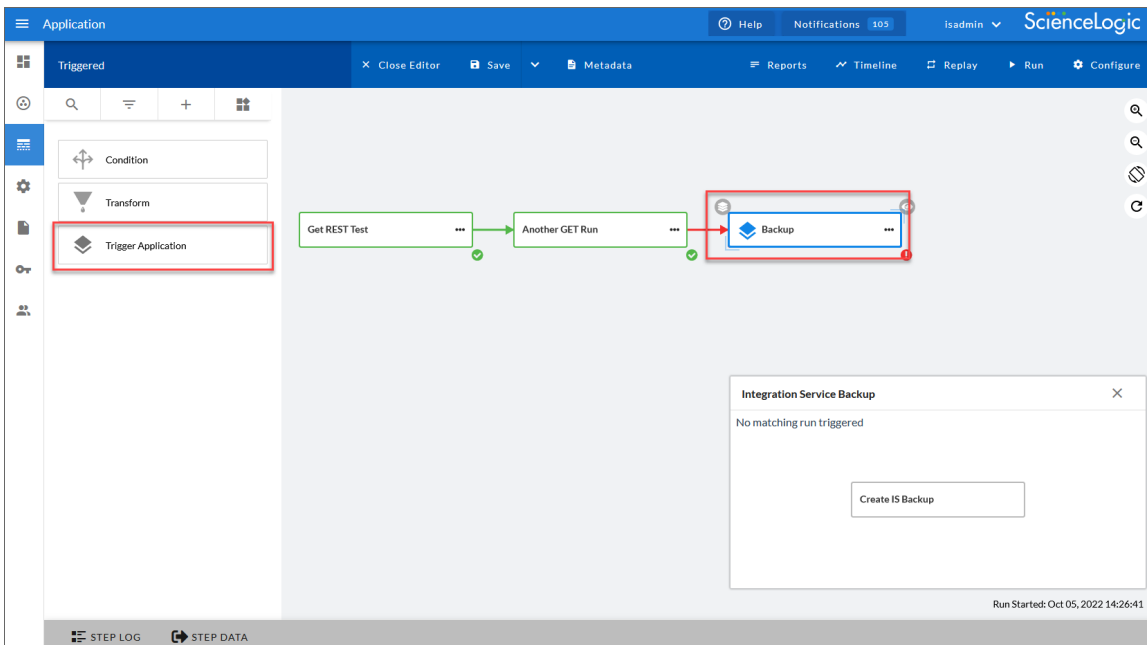 Application
Help
Notifications 105
isadmin
ScienceLogic
Triggered
Close Editor
Save
Metadata
Reports
Timeline
Replay
Run
Configure
Condition
Transform
Trigger Application
Get REST Test
Another GET Run
Backup
Integration Service Backup
No matching run triggered
Create IS Backup
Run Started: Oct 05, 2022 14:26:41
STEP LOG
STEP DATA